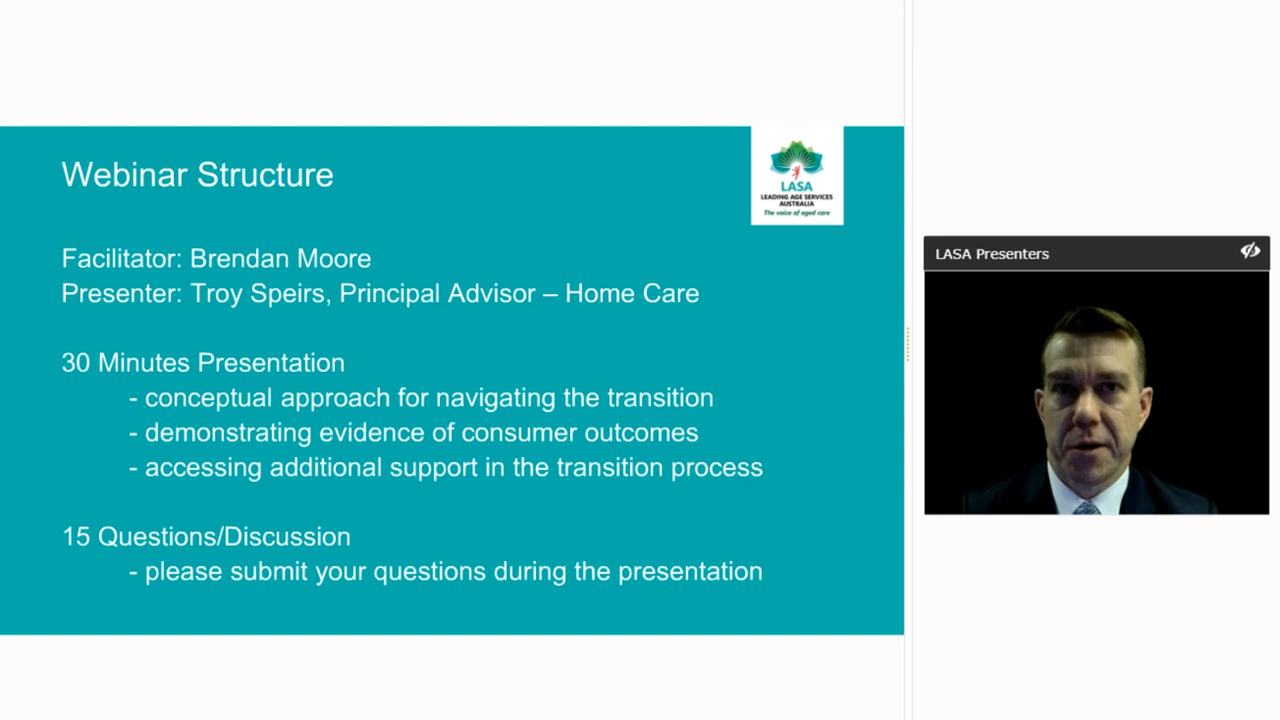 Webinar Structure
LASA
LEADING AGE SERVICES
AUSTRALIA
The voice of aged care
Facilitator: Brendan Moore
Presenter: Troy Speirs, Principal Advisor – Home Care
30 Minutes Presentation
- conceptual approach for navigating the transition
- demonstrating evidence of consumer outcomes
- accessing additional support in the transition process
15 Questions/Discussion
- please submit your questions during the presentation
LASA Presenters